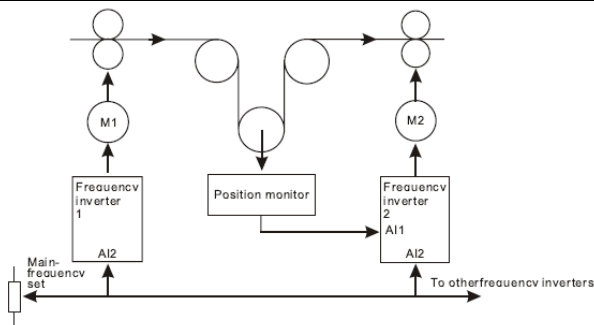 M1
M2
Frequency
inverter
1
AI2
Position monitor
Frequency
inverter
2
AI1
AI2
Main-
frequency
set
To otherfrequency inverters